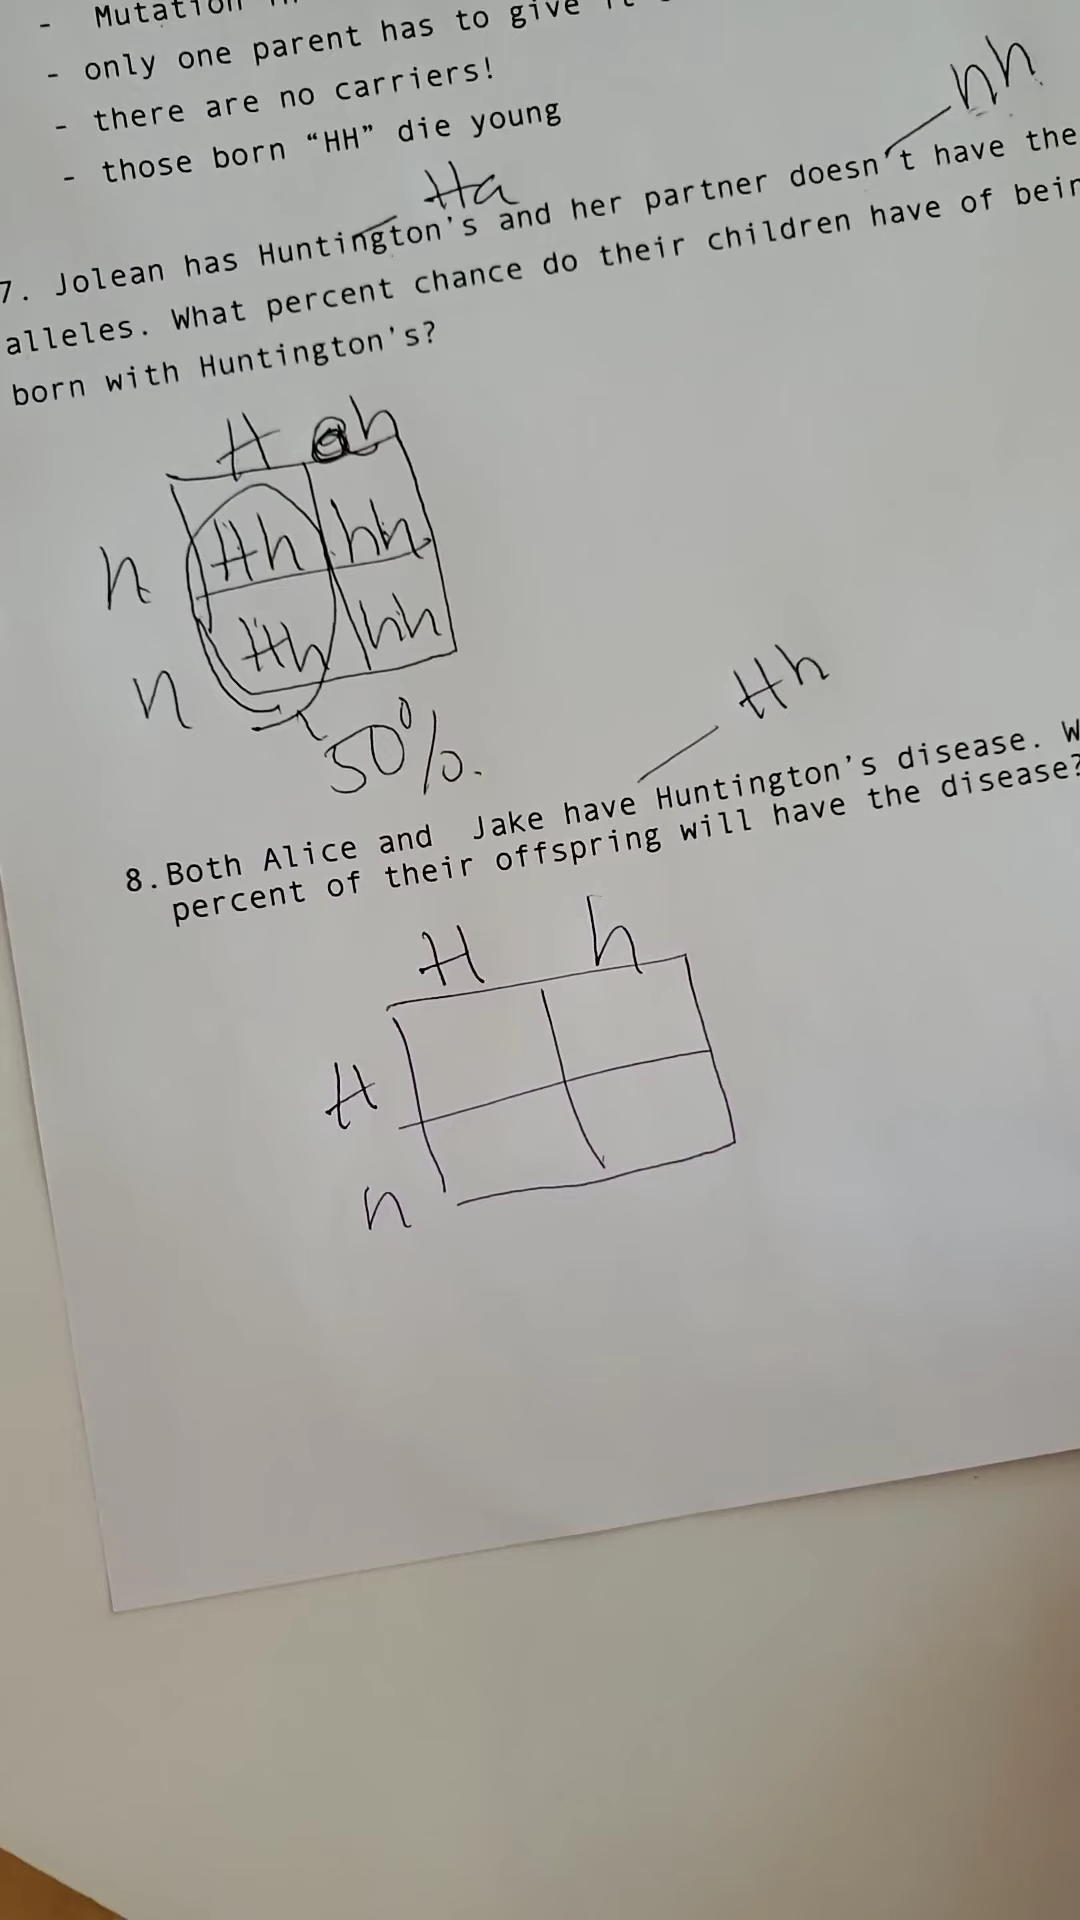 - Mutation
- only one parent has to give it
- there are no carriers!
- those born “HH” die young
hh
Ha
7. Jolean has Huntington's and her partner doesn't have the
alleles. What percent chance do their children have of
born with Huntington's?
H h
h Hh hh
h Hh hh
50%.
Hh
8. Both Alice and Jake have Huntington's disease.
percent of their offspring will have the disease?
H h
H
h